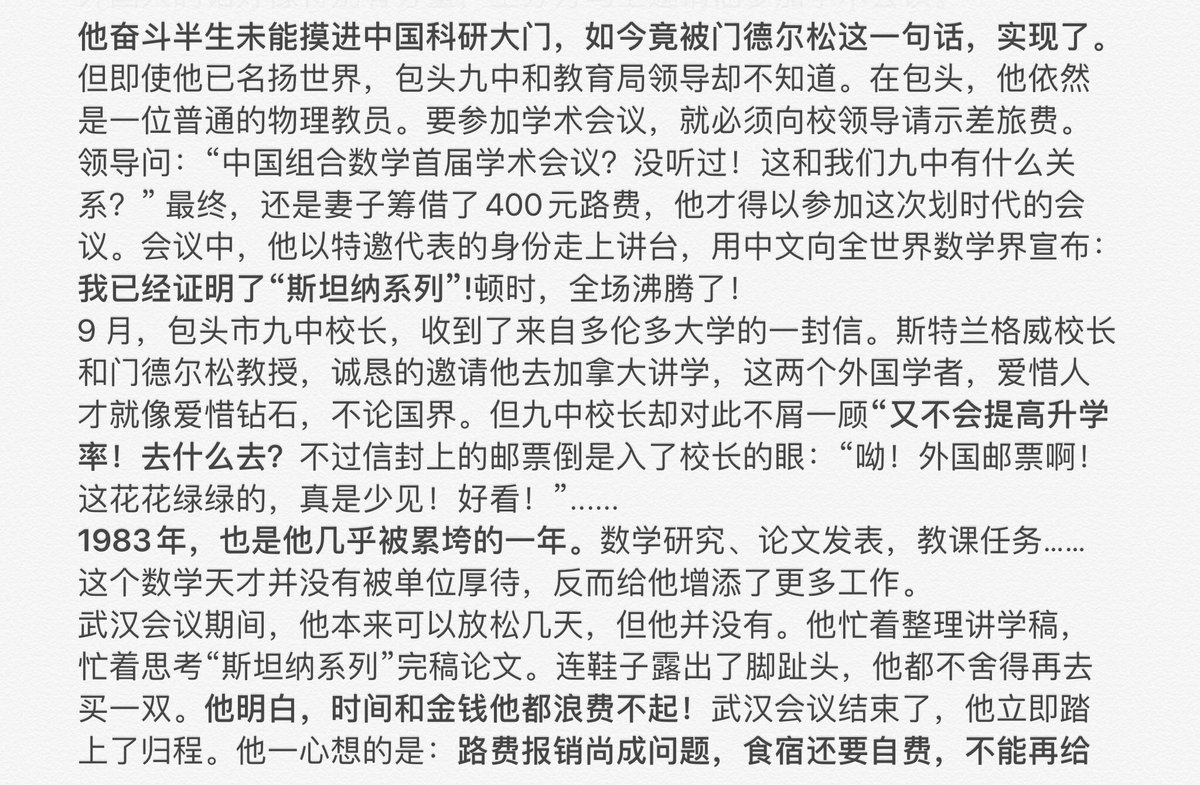 他奋斗半生未能摸进中国科研大门，如今竟被门德尔松这一句话，实现了。
但即使他已名扬世界，包头九中和教育局领导却不知道。在包头，他依然
是一位普通的物理教员。要参加学术会议，就必须向校领导请示差旅费。
领导问：“中国组合数学首届学术会议？没听过！这和我们九中有什么关
系？” 最终，还是妻子筹借了400元路费，他才得以参加这次划时代的会
议。会议中，他以特邀代表的身份走上讲台，用中文向全世界数学界宣布：
我已经证明了“斯坦纳系列”!顿时，全场沸腾了！
9 月，包头市九中校长，收到了来自多伦多大学的一封信。斯特兰格威校长
和门德尔松教授，诚恳的邀请他去加拿大讲学，这两个外国学者，爱惜人
才就像爱惜钻石，不论国界。但九中校长却对此不屑一顾“又不会提高升学
率！去什么去？不过信封上的邮票倒是入了校长的眼：“呦！外国邮票啊！
这花花绿绿的，真是少见！好看！”……
1983年，也是他几乎被累垮的一年。数学研究、论文发表，教课任务……
这个数学天才并没有被单位厚待，反而给他增添了更多工作。
武汉会议期间，他本来可以放松几天，但他并没有。他忙着整理讲学稿，
忙着思考“斯坦纳系列”完稿论文。连鞋子露出了脚趾头，他都不舍得再去
买一双。他明白，时间和金钱他都浪费不起！武汉会议结束了，他立即踏
上了归程。他一心想的是：路费报销尚成问题，食宿还要自费，不能再给